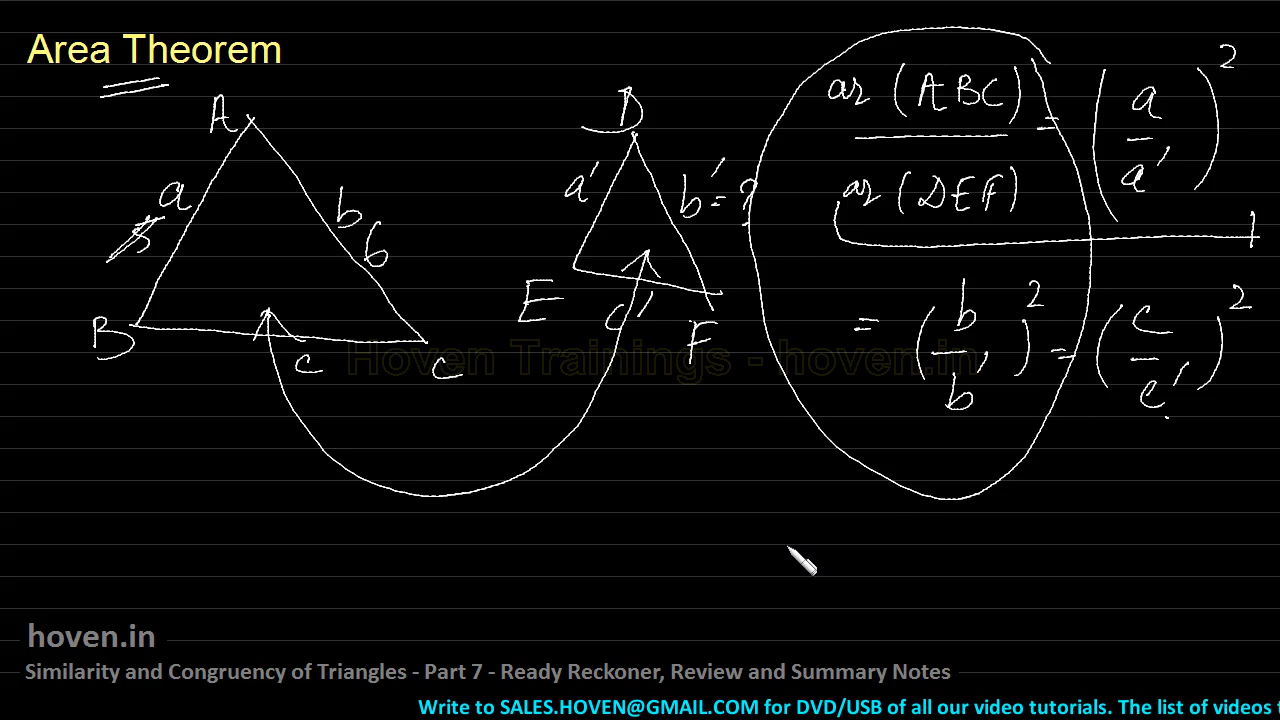 Area Theorem
A
B
C
a
b
6
c
D
E
F
a'
b' = ?
c'
ar (ABC) / ar (DEF) = (a / a')²
= (b / b')² = (c / c')²
Hoven Trainings - hoven.in
hoven.in
Similarity and Congruency of Triangles - Part 7 - Ready Reckoner, Review and Summary Notes
Write to SALES.HOVEN@GMAIL.COM for DVD/USB of all our video tutorials. The list of videos